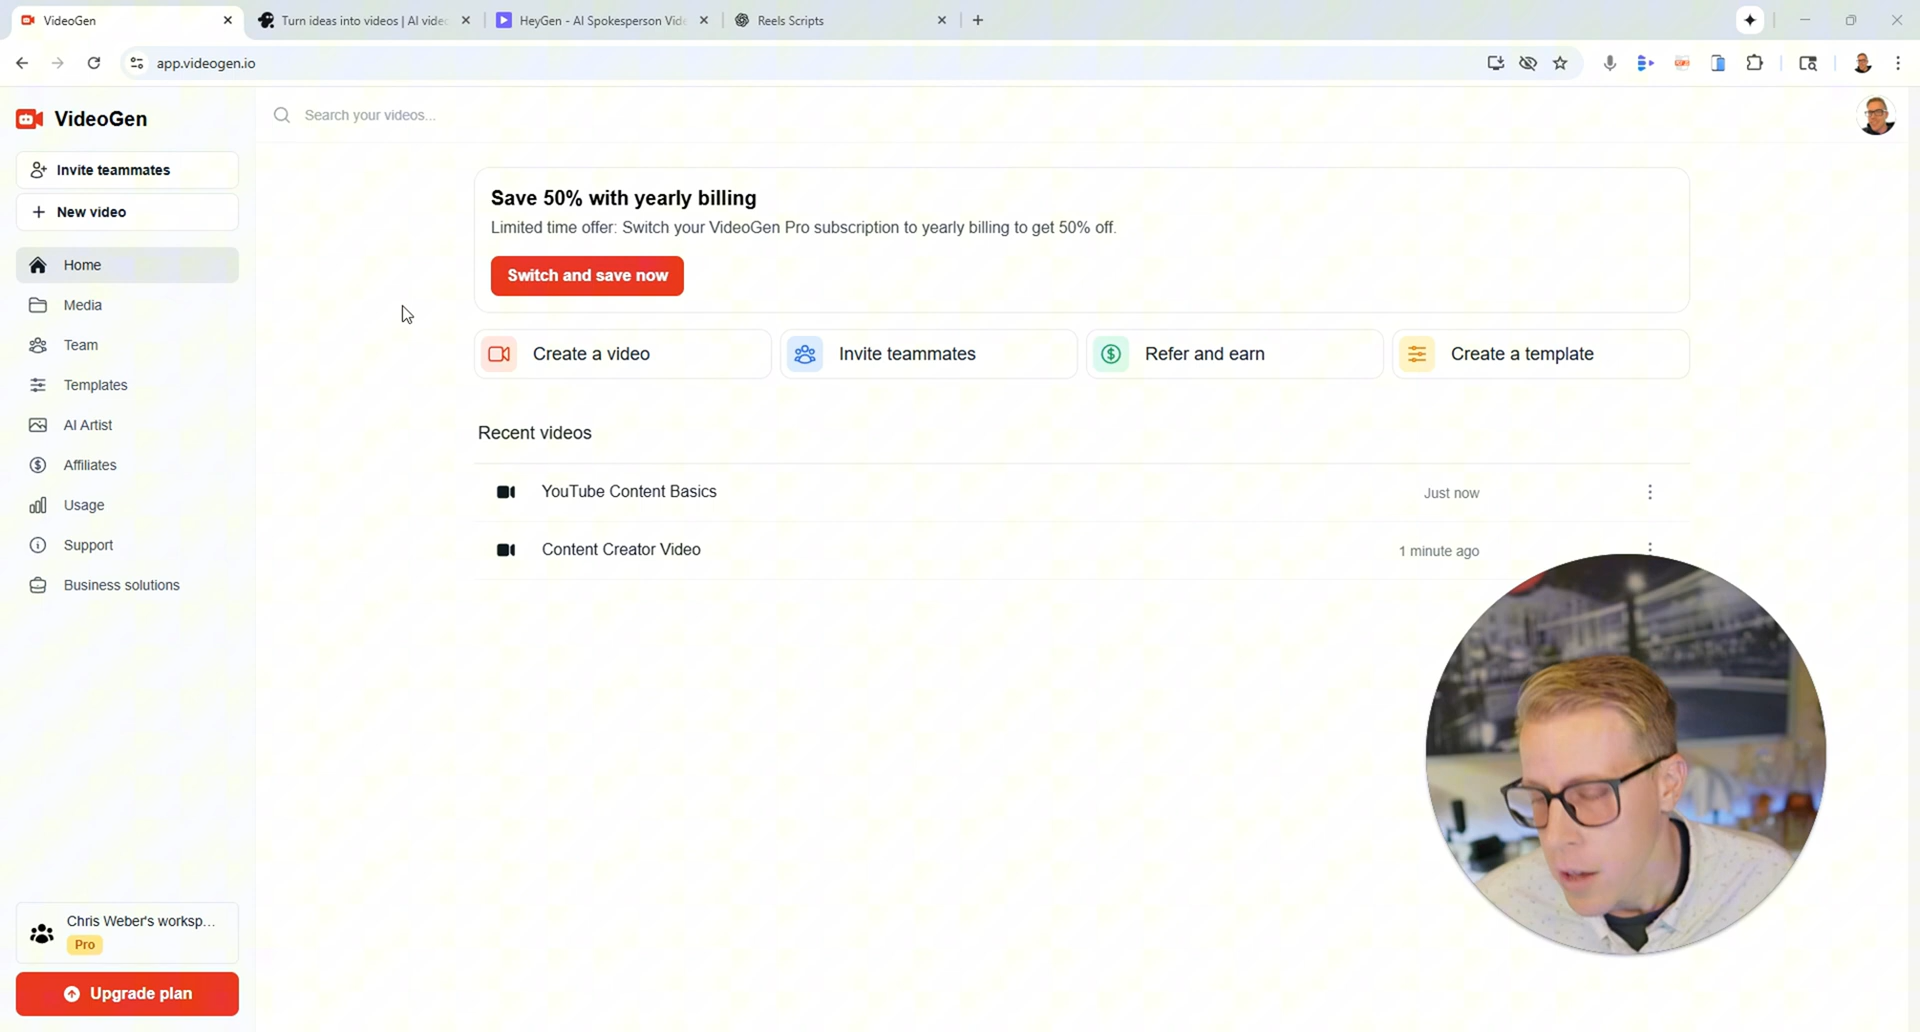 VideoGen
Turn ideas into videos | AI vide
HeyGen - AI Spokesperson Vid
Reels Scripts
app.videogen.io
VideoGen
Search your videos...
Invite teammates
New video
Home
Media
Team
Templates
AI Artist
Affiliates
Usage
Support
Business solutions
Save 50% with yearly billing
Limited time offer: Switch your VideoGen Pro subscription to yearly billing to get 50% off.
Switch and save now
Create a video
Invite teammates
Refer and earn
Create a template
Recent videos
YouTube Content Basics
Just now
Content Creator Video
1 minute ago
Chris Weber's worksp...
Pro
Upgrade plan